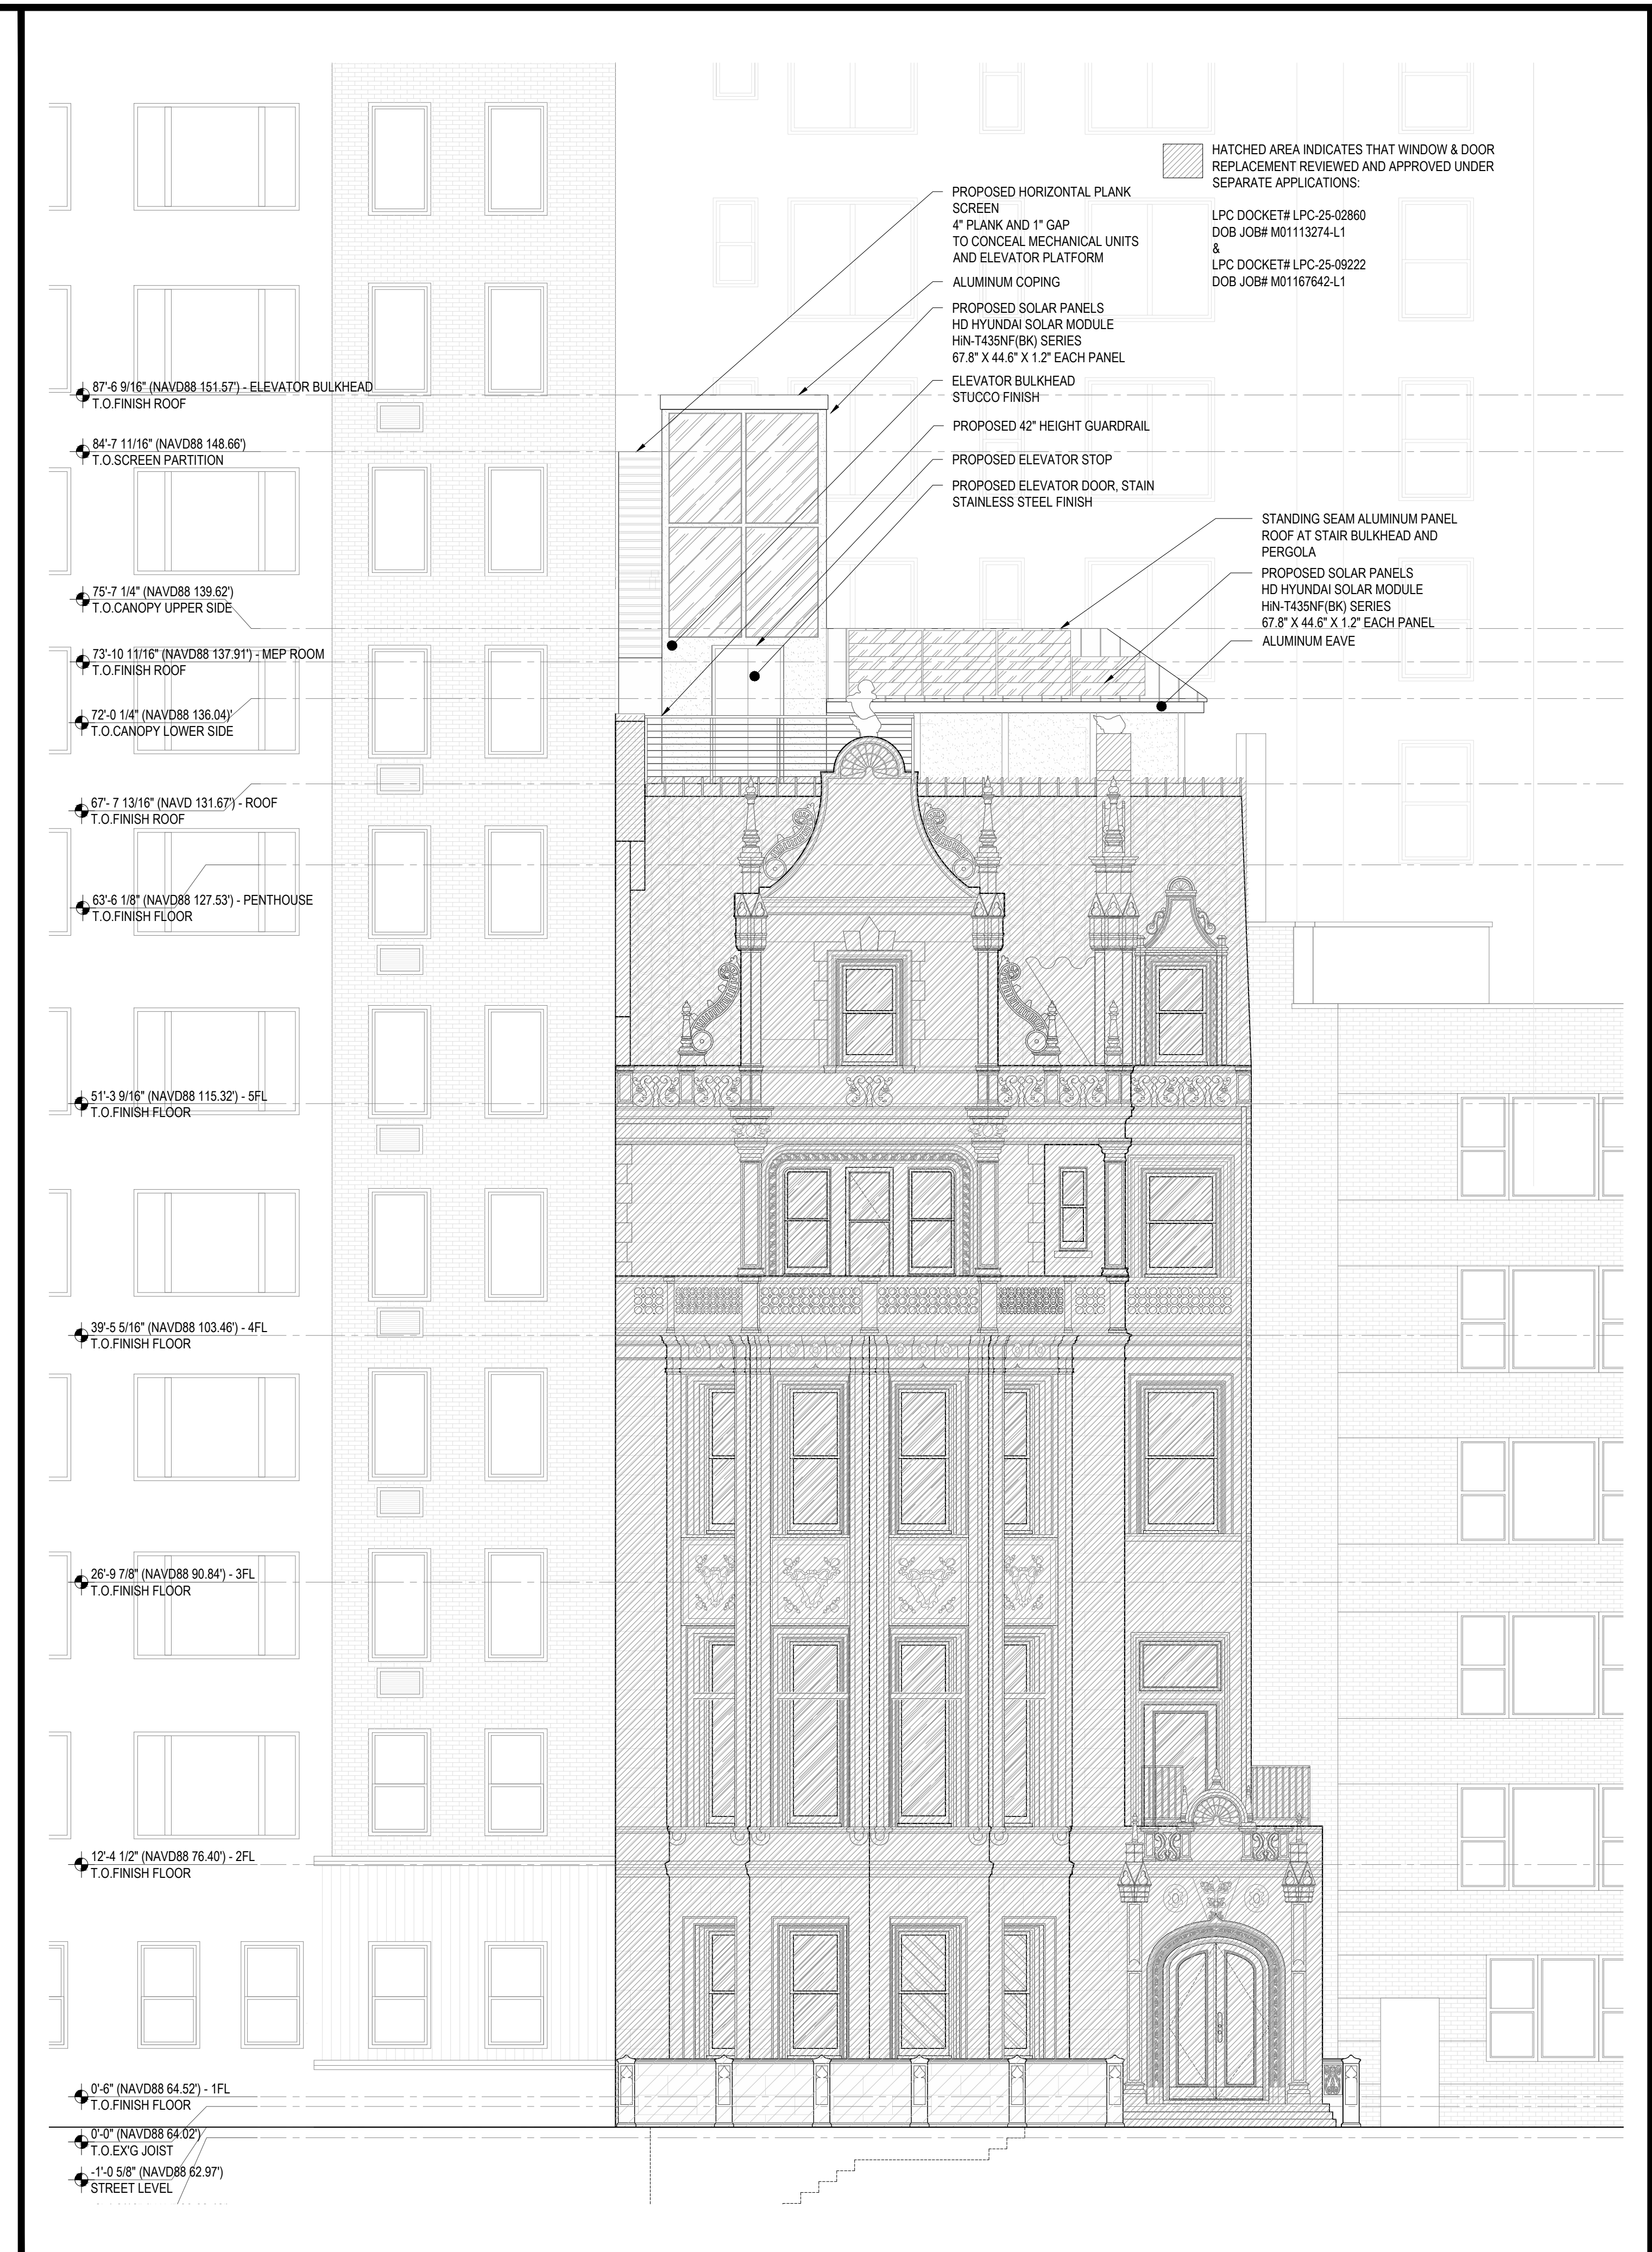 HATCHED AREA INDICATES THAT WINDOW & DOOR
REPLACEMENT REVIEWED AND APPROVED UNDER
SEPARATE APPLICATIONS:
LPC DOCKET# LPC-25-02860
DOB JOB# M01113274-L1
&
LPC DOCKET# LPC-25-09222
DOB JOB# M01167642-L1
PROPOSED HORIZONTAL PLANK
SCREEN
4" PLANK AND 1" GAP
TO CONCEAL MECHANICAL UNITS
AND ELEVATOR PLATFORM
ALUMINUM COPING
PROPOSED SOLAR PANELS
HD HYUNDAI SOLAR MODULE
HiN-T435NF(BK) SERIES
67.8" X 44.6" X 1.2" EACH PANEL
ELEVATOR BULKHEAD
STUCCO FINISH
PROPOSED 42" HEIGHT GUARDRAIL
PROPOSED ELEVATOR STOP
PROPOSED ELEVATOR DOOR, STAIN
STAINLESS STEEL FINISH
STANDING SEAM ALUMINUM PANEL
ROOF AT STAIR BULKHEAD AND
PERGOLA
PROPOSED SOLAR PANELS
HD HYUNDAI SOLAR MODULE
HiN-T435NF(BK) SERIES
67.8" X 44.6" X 1.2" EACH PANEL
ALUMINUM EAVE
87'-6 9/16" (NAVD88 151.57') - ELEVATOR BULKHEAD
T.O.FINISH ROOF
84'-7 11/16" (NAVD88 148.66')
T.O.SCREEN PARTITION
75'-7 1/4" (NAVD88 139.62')
T.O.CANOPY UPPER SIDE
73'-10 11/16" (NAVD88 137.91') - MEP ROOM
T.O.FINISH ROOF
72'-0 1/4" (NAVD88 136.04)'
T.O.CANOPY LOWER SIDE
67'- 7 13/16" (NAVD 131.67') - ROOF
T.O.FINISH ROOF
63'-6 1/8" (NAVD88 127.53') - PENTHOUSE
T.O.FINISH FLOOR
51'-3 9/16" (NAVD88 115.32') - 5FL
T.O.FINISH FLOOR
39'-5 5/16" (NAVD88 103.46') - 4FL
T.O.FINISH FLOOR
26'-9 7/8" (NAVD88 90.84') - 3FL
T.O.FINISH FLOOR
12'-4 1/2" (NAVD88 76.40') - 2FL
T.O.FINISH FLOOR
0'-6" (NAVD88 64.52') - 1FL
T.O.FINISH FLOOR
0'-0" (NAVD88 64.02')
T.O.EX'G JOIST
-1'-0 5/8" (NAVD88 62.97')
STREET LEVEL